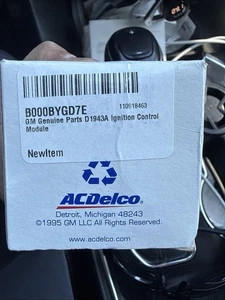 B000BYGD7E 110918463
GM Genuine Parts D1943A Ignition Control
Module
NewItem
ACDelco®
Detroit, Michigan 48243
©1995 GM LLC All Rights Reserved.
www.acdelco.com